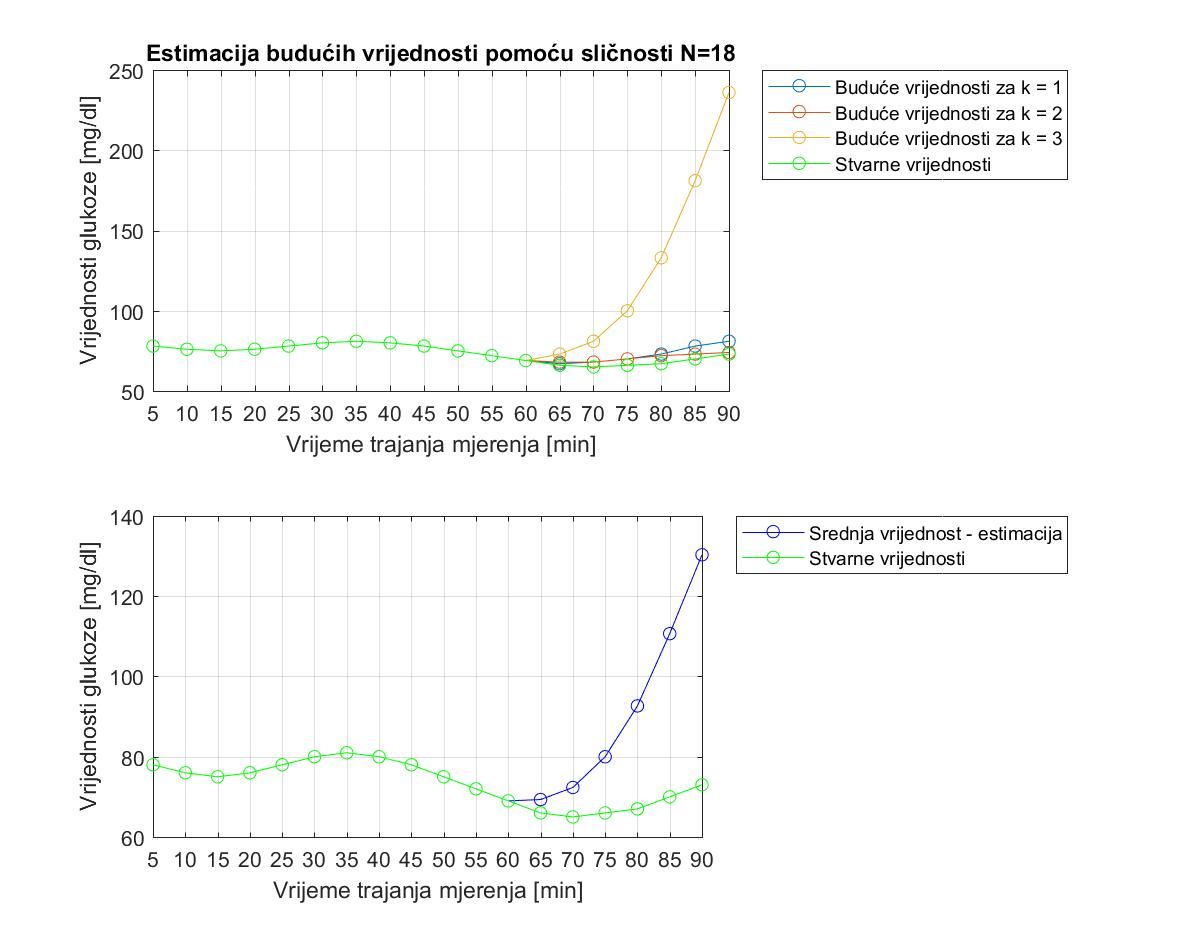 Estimacija budućih vrijednosti pomoću sličnosti N=18
250
200
150
100
50
Vrijednosti glukoze [mg/dl]
5 10 15 20 25 30 35 40 45 50 55 60 65 70 75 80 85 90
Vrijeme trajanja mjerenja [min]
Buduće vrijednosti za k = 1
Buduće vrijednosti za k = 2
Buduće vrijednosti za k = 3
Stvarne vrijednosti
140
120
100
80
60
Vrijednosti glukoze [mg/dl]
5 10 15 20 25 30 35 40 45 50 55 60 65 70 75 80 85 90
Vrijeme trajanja mjerenja [min]
Srednja vrijednost - estimacija
Stvarne vrijednosti